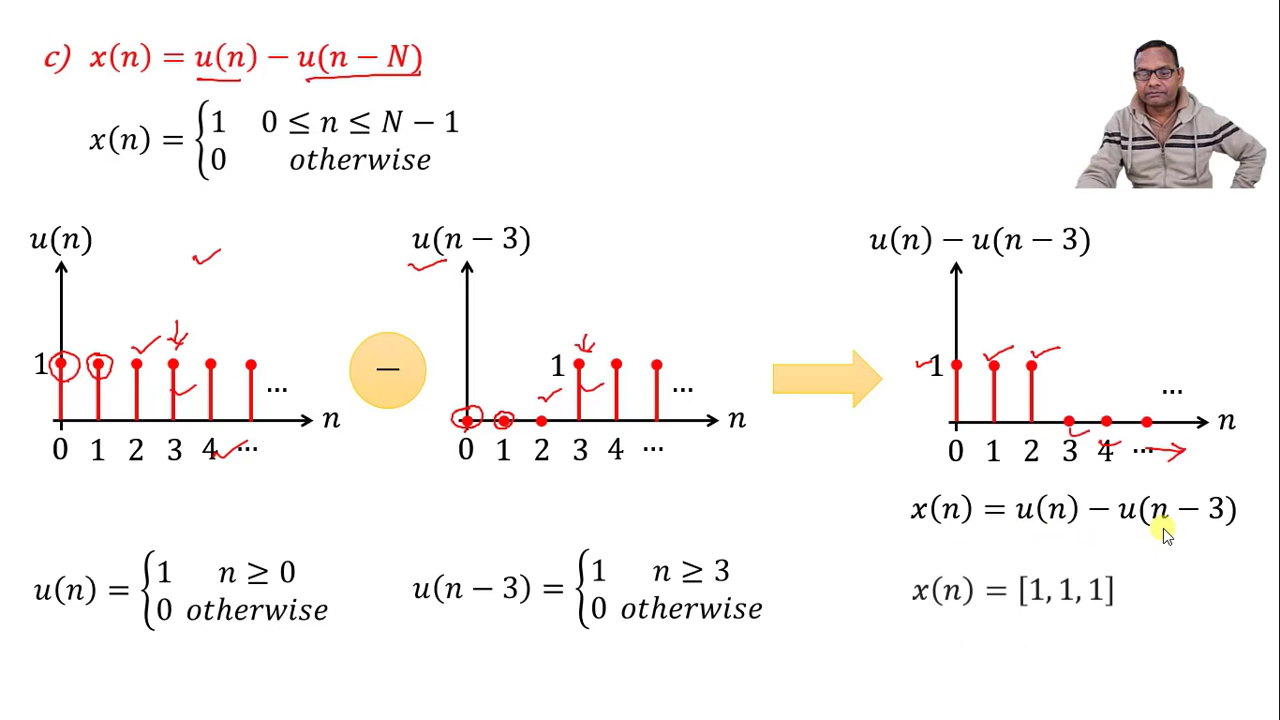 c) x(n) = u(n) − u(n − N)
x(n) = {1 0 ≤ n ≤ N − 1
0 otherwise
u(n)
1
0 1 2 3 4 ...
...
n
−
u(n − 3)
1
0 1 2 3 4 ...
...
n
u(n) − u(n − 3)
1
0 1 2 3 4 ...
...
n
x(n) = u(n) − u(n − 3)
u(n) = {1 n ≥ 0
0 otherwise
u(n − 3) = {1 n ≥ 3
0 otherwise
x(n) = [1, 1, 1]